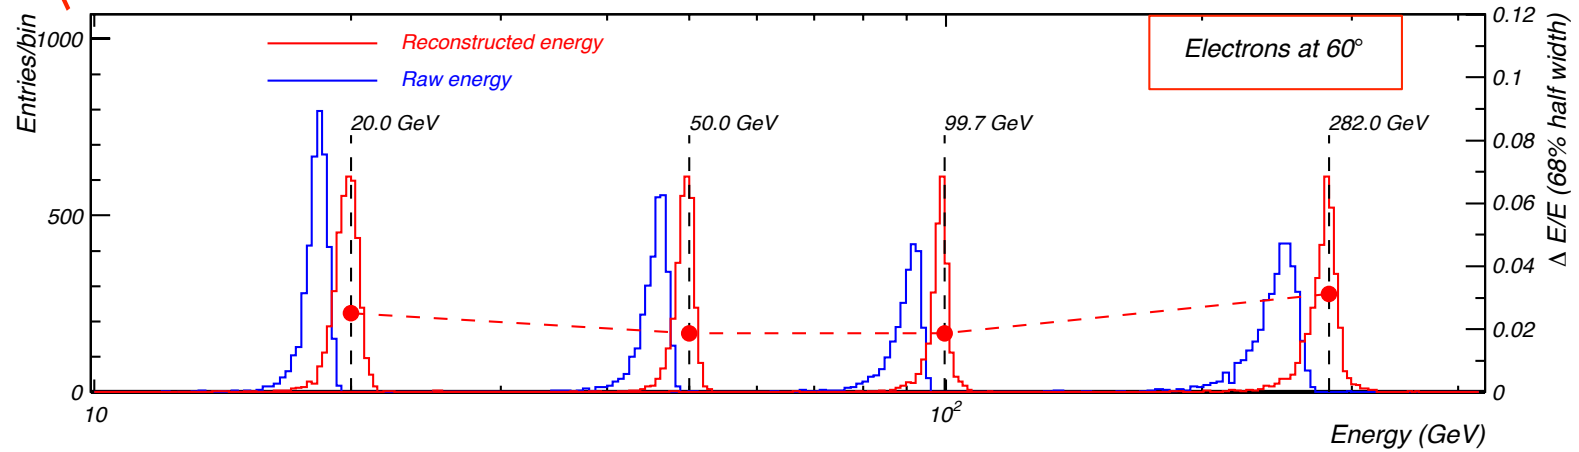 Entries/bin
1000
500
0
Reconstructed energy
Raw energy
Electrons at 60°
20.0 GeV
50.0 GeV
99.7 GeV
282.0 GeV
0.12
0.1
0.08
0.06
0.04
0.02
0
Δ E/E (68% half width)
10
10²
Energy (GeV)